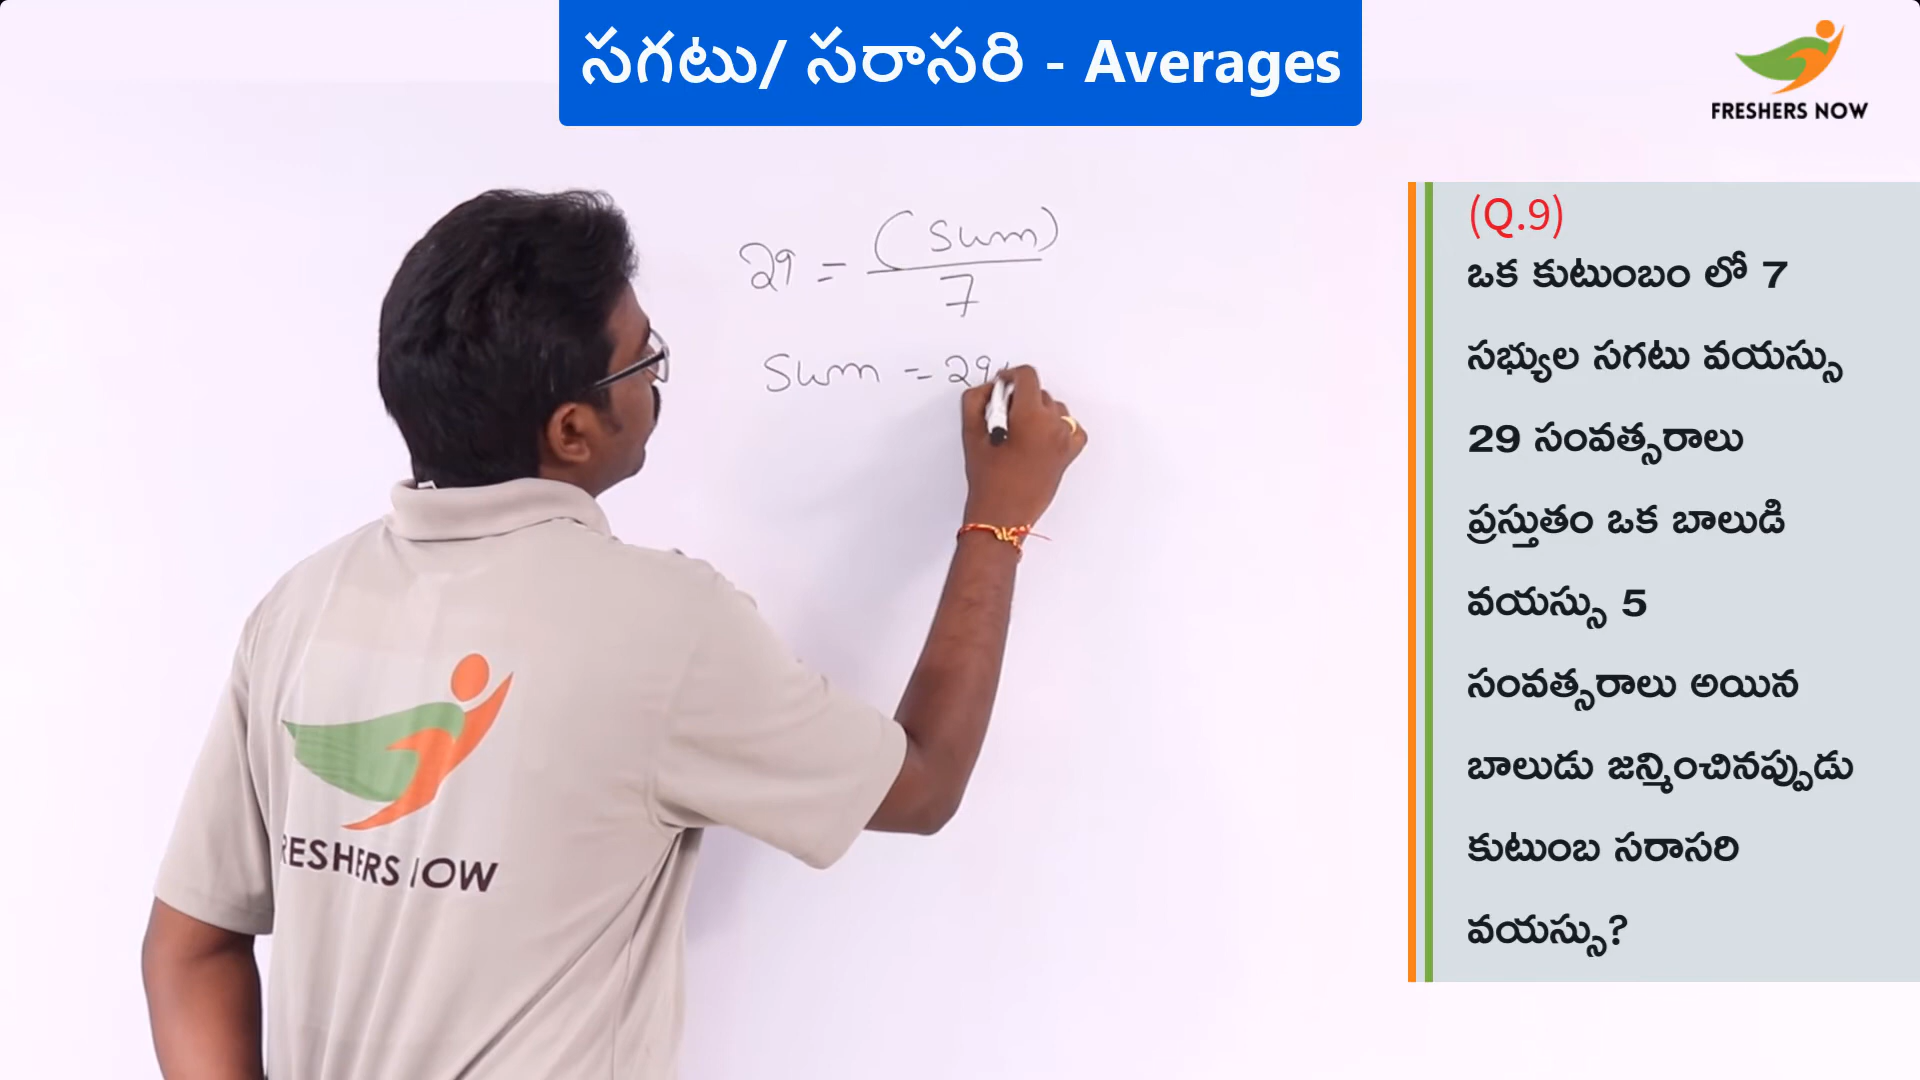 సగటు/ సరాసరి - Averages
FRESHERS NOW
29 = (Sum)
7
Sum = 29
(Q.9)
ఒక కుటుంబం లో 7
సభ్యుల సగటు వయస్సు
29 సంవత్సరాలు
ప్రస్తుతం ఒక బాలుడి
వయస్సు 5
సంవత్సరాలు అయిన
బాలుడు జన్మించినప్పుడు
కుటుంబ సరాసరి
వయస్సు?
RESHERS NOW